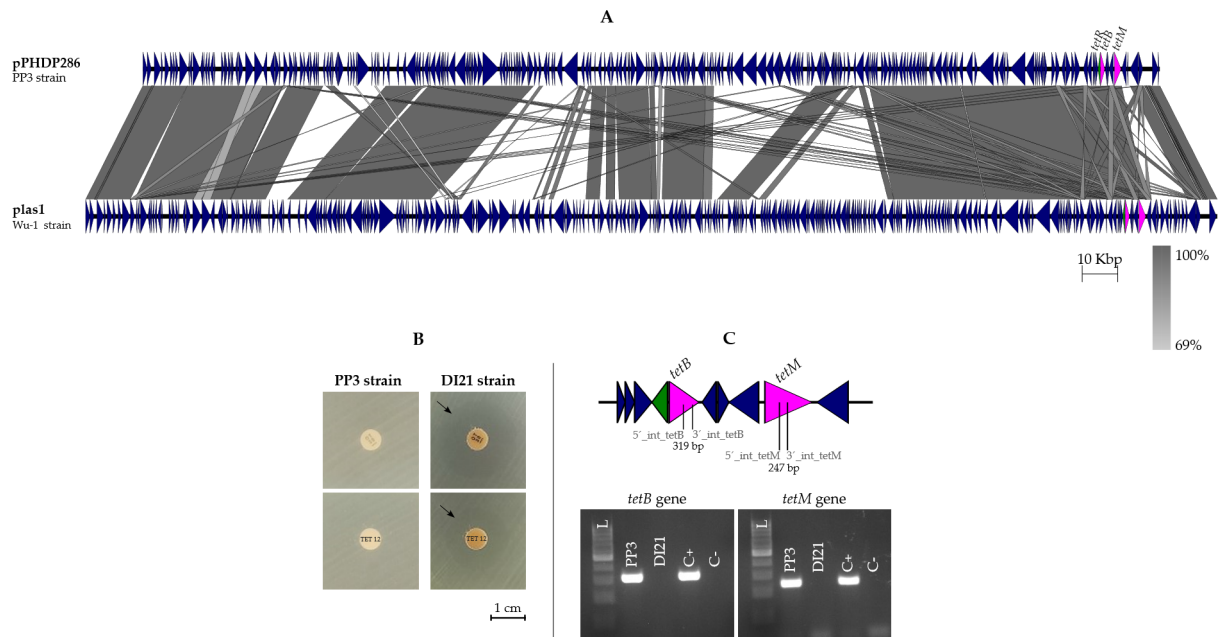 A
pPHDP286
PP3 strain
tetB
tetB
tetM
plas1
Wu-1 strain
10 Kbp
100%
69%
B
PP3 strain
DI21 strain
TET 12
TET 12
1 cm
C
tetB
tetM
5´_int_tetB
3´_int_tetB
319 bp
5´_int_tetM
3´_int_tetM
247 bp
tetB gene
tetM gene
L
PP3
DI21
C+
C-
L
PP3
DI21
C+
C-